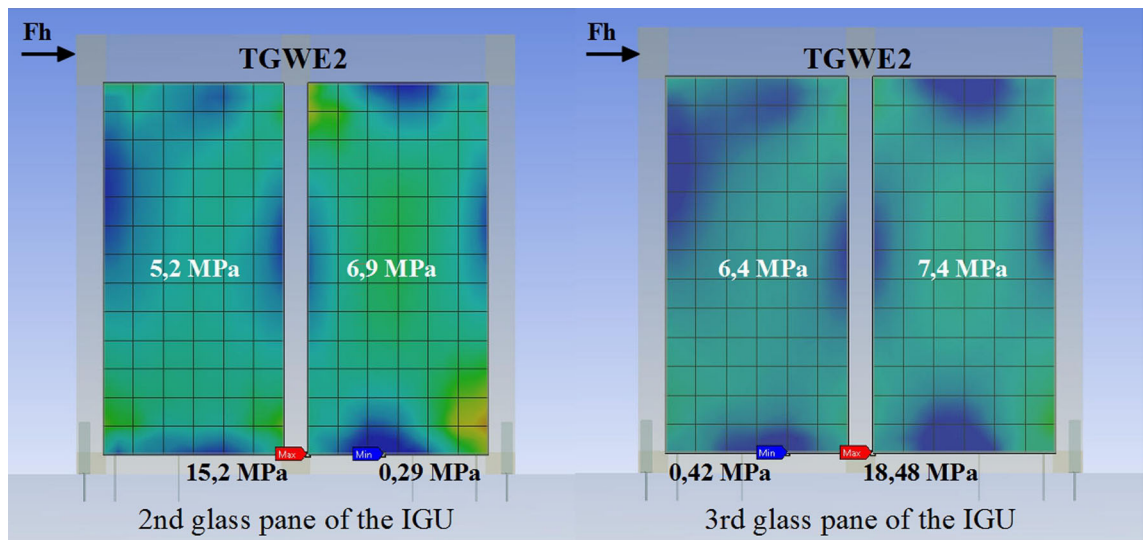 Fh
TGWE2
5,2 MPa
6,9 MPa
Max
Min
15,2 MPa
0,29 MPa
2nd glass pane of the IGU
Fh
TGWE2
6,4 MPa
7,4 MPa
Min
Max
0,42 MPa
18,48 MPa
3rd glass pane of the IGU